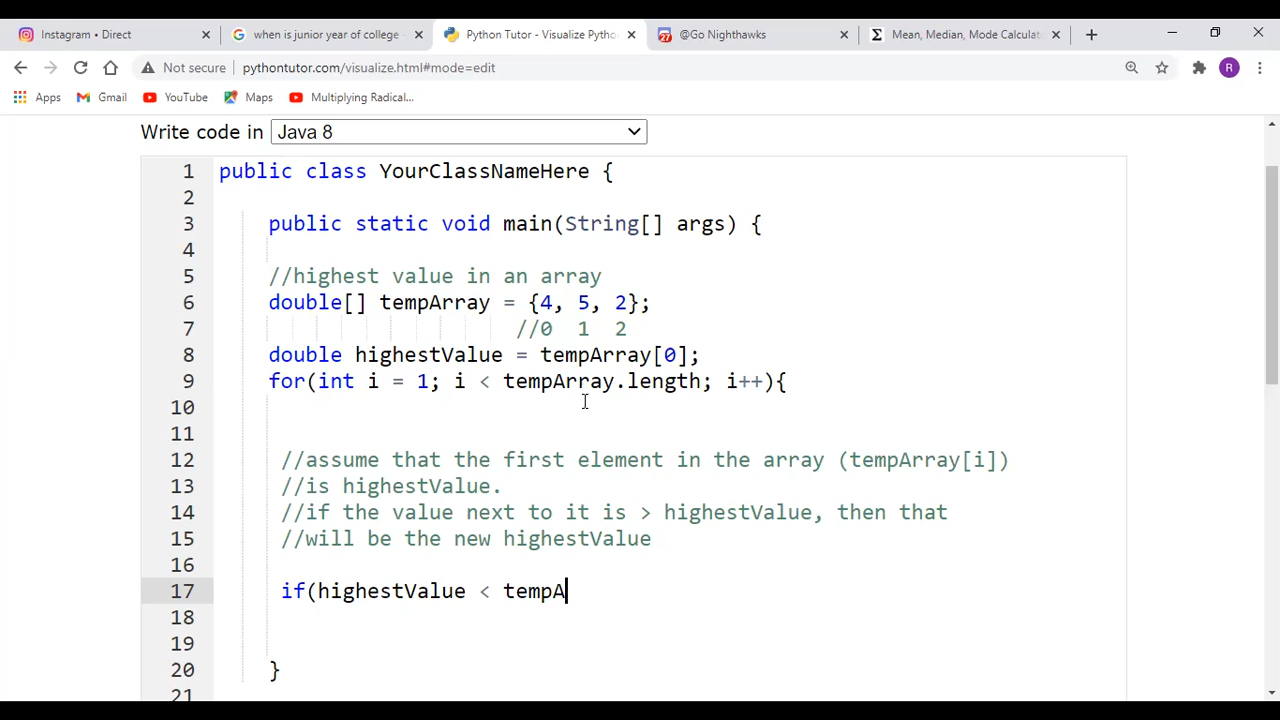 Instagram • Direct
when is junior year of college -
Python Tutor - Visualize Pytho
27
@Go Nighthawks
Mean, Median, Mode Calculat
Not secure
pythontutor.com/visualize.html#mode=edit
R
Apps
Gmail
YouTube
Maps
Multiplying Radical...
Write code in Java 8
1 public class YourClassNameHere {
2
3 public static void main(String[] args) {
4
5 //highest value in an array
6 double[] tempArray = {4, 5, 2};
7 //0 1 2
8 double highestValue = tempArray[0];
9 for(int i = 1; i < tempArray.length; i++){
10
11
12 //assume that the first element in the array (tempArray[i])
13 //is highestValue.
14 //if the value next to it is > highestValue, then that
15 //will be the new highestValue
16
17 if(highestValue < tempA
18
19
20 }
21